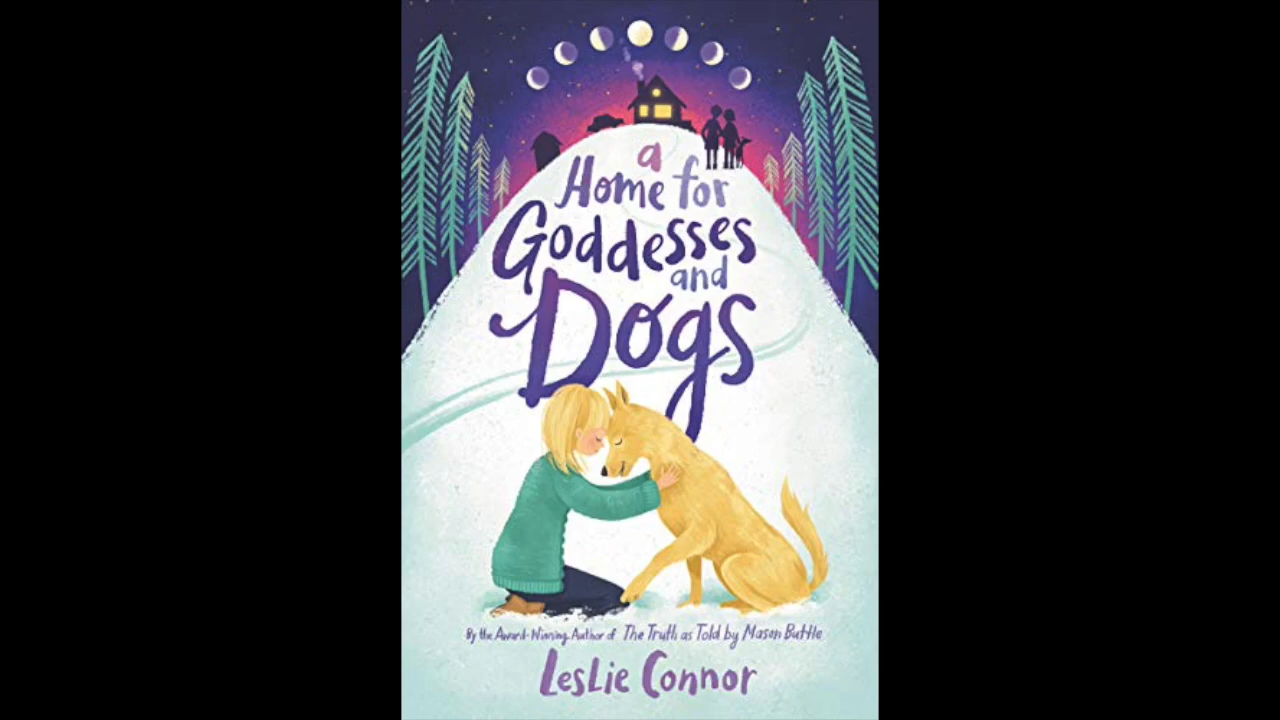 a
Home for
Goddesses
and
Dogs
By the Award-Winning Author of The Truth as Told by Mason Buttle
Leslie Connor